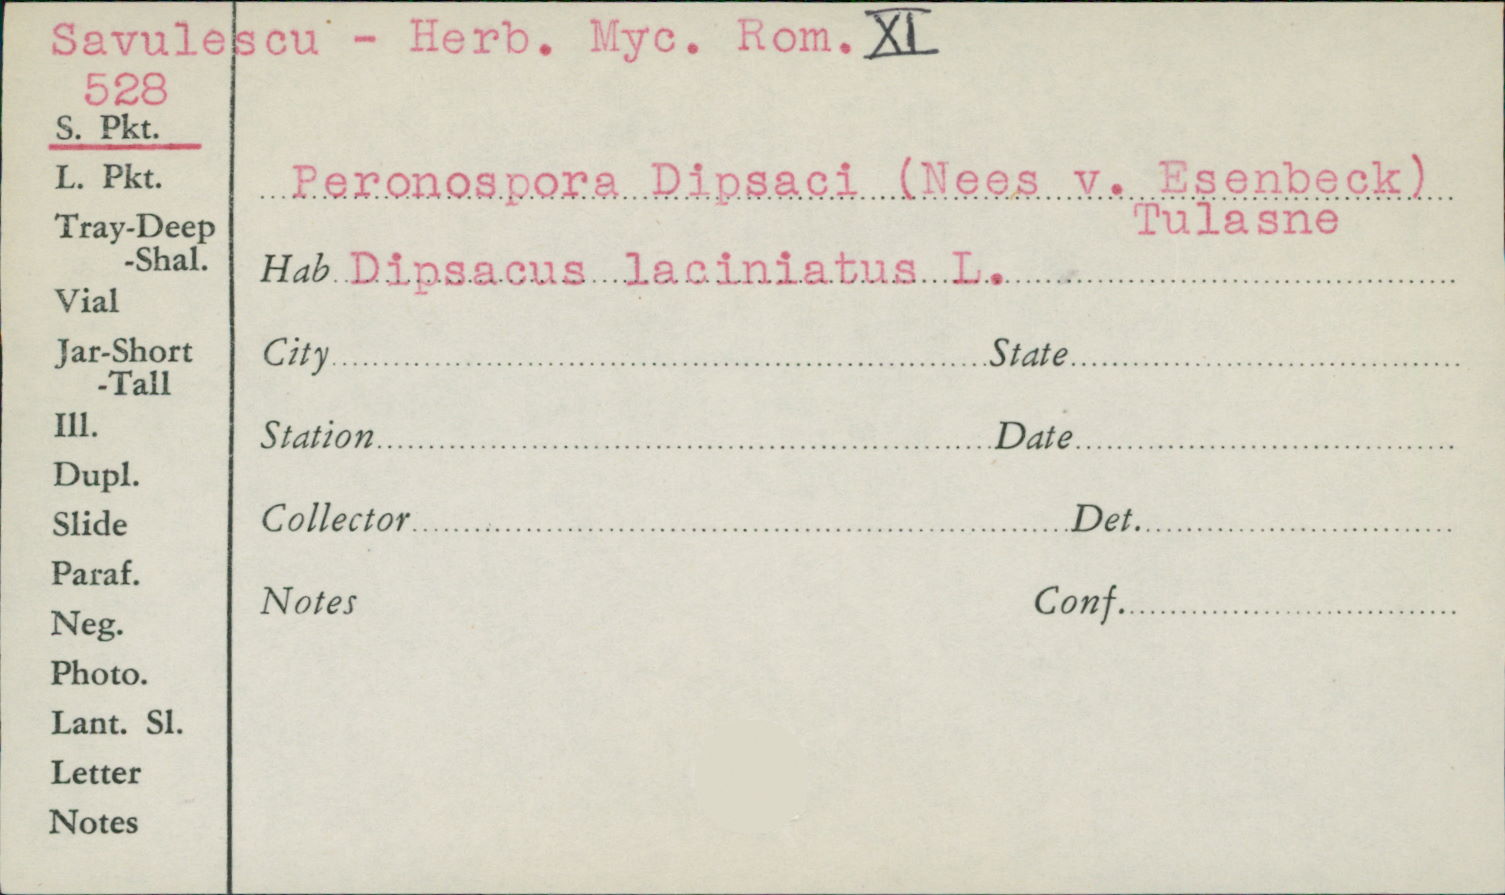 Savulescu - Herb. Myc. Rom. XI
528
S. Pkt.
L. Pkt.
Peronospora Dipsaci (Nees v. Esenbeck)
Tulasne
Tray-Deep
-Shal.
Hab Dipsacus laciniatus L.
Vial
Jar-Short
-Tall
City State
Ill.
Station Date
Dupl.
Slide
Collector Det.
Paraf.
Neg.
Notes Conf.
Photo.
Lant. Sl.
Letter
Notes